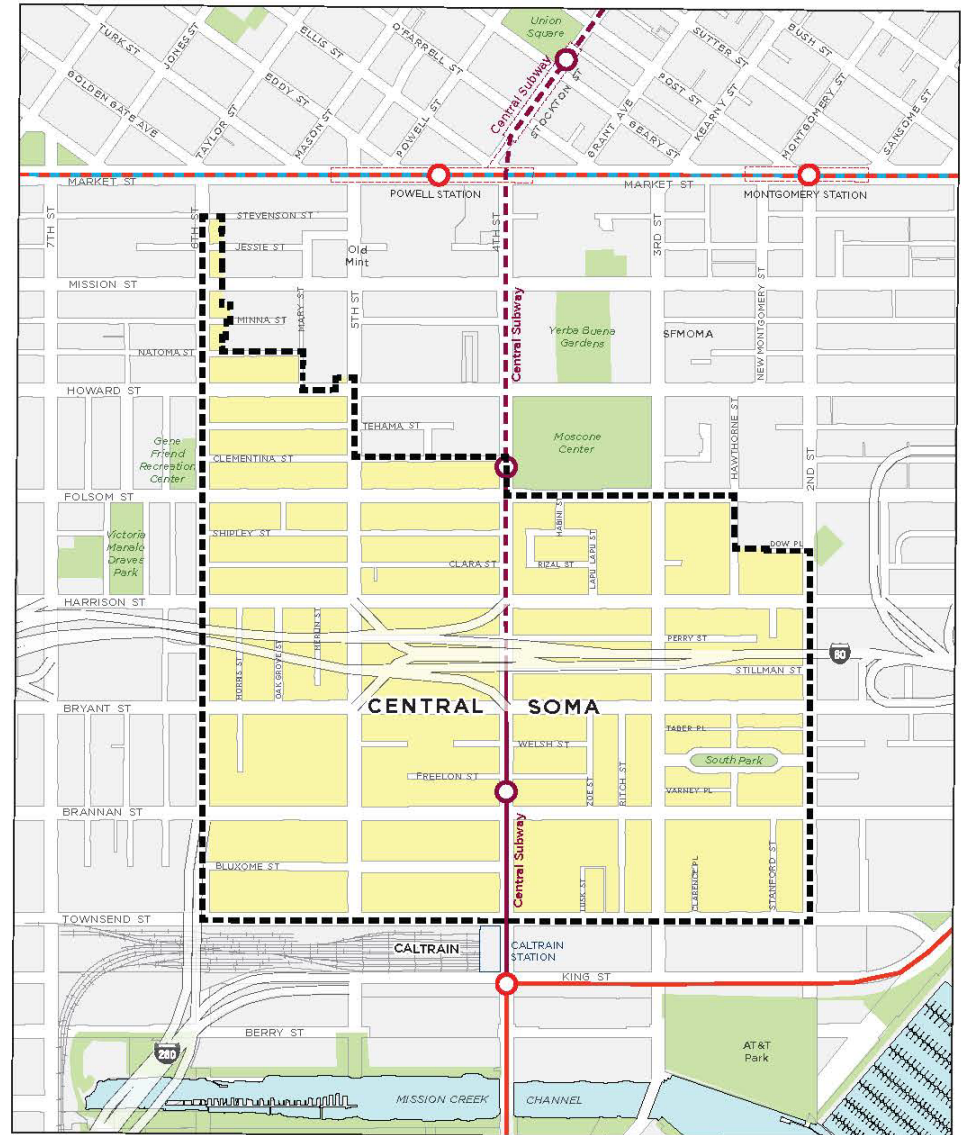 Union
Square
TURK ST
JONES ST
ELLIS ST
O'FARRELL ST
SUTTER ST
BUSH ST
GOLDEN GATE AVE
TAYLOR ST
EDDY ST
MASON ST
POWELL ST
Central Subway
STOCKTON ST
GRANT AVE
GEARY ST
POST ST
KEARNY ST
MONTGOMERY ST
SANSOME ST
MARKET ST
POWELL STATION
MARKET ST
MONTGOMERY STATION
7TH ST
6TH ST
STEVENSON ST
4TH ST
3RD ST
JESSIE ST
Old
Mint
MISSION ST
MINNA ST
MARY ST
5TH ST
Central Subway
Yerba Buena
Gardens
SFMOMA
NEW MONTGOMERY ST
NATOMA ST
HOWARD ST
TEHAMA ST
Gene
Friend
Recreation
Center
CLEMENTINA ST
Moscone
Center
HAWTHORNE ST
2ND ST
FOLSOM ST
SHIPLEY ST
HABINI ST
LAPU LAPU ST
RIZAL ST
DOW PL
Victoria
Manalo
Draves
Park
CLARA ST
HARRISON ST
PERRY ST
80
STILLMAN ST
MORRIS ST
OAK GROVE ST
MERLIN ST
BRYANT ST
CENTRAL SOMA
TABER PL
WELSH ST
South Park
FREELON ST
ZOE ST
RITCH ST
VARNEY PL
BRANNAN ST
Central Subway
BLUXOME ST
LUSK ST
CLARENCE PL
STANFORD ST
TOWNSEND ST
CALTRAIN
CALTRAIN
STATION
KING ST
BERRY ST
280
AT&T
Park
MISSION CREEK CHANNEL